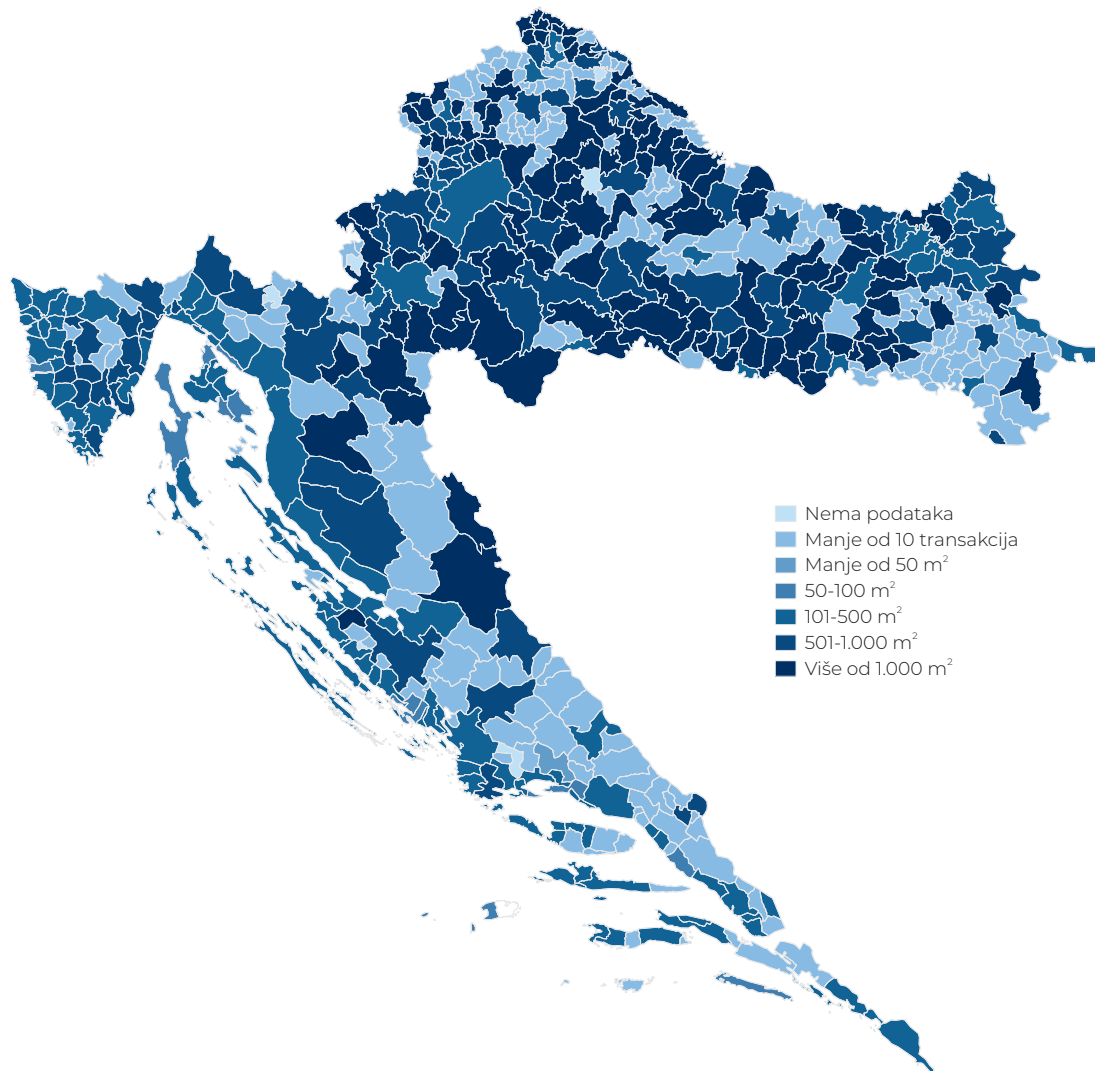 Nema podataka
Manje od 10 transakcija
Manje od 50 m²
50-100 m²
101-500 m²
501-1.000 m²
Više od 1.000 m²